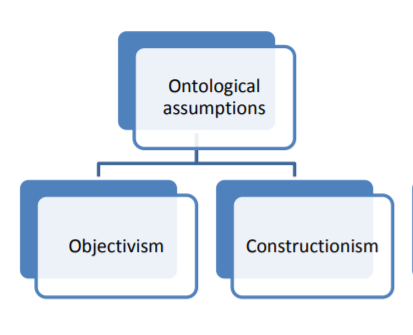 Ontological
assumptions
Objectivism
Constructionism